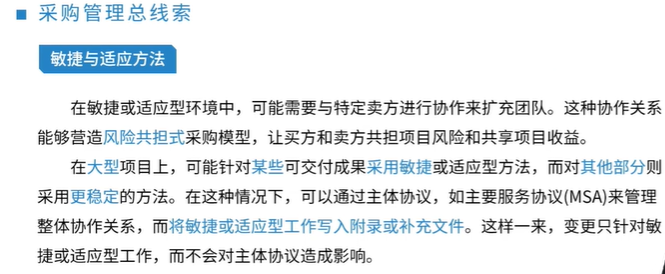 采购管理总线索
敏捷与适应方法
在敏捷或适应型环境中，可能需要与特定卖方进行协作来扩充团队。这种协作关系
能够营造风险共担式采购模型，让买方和卖方共担项目风险和共享项目收益。
在大型项目上，可能针对某些可交付成果采用敏捷或适应型方法，而对其他部分则
采用更稳定的方法。在这种情况下，可以通过主体协议，如主要服务协议(MSA)来管理
整体协作关系，而将敏捷或适应型工作写入附录或补充文件。这样一来，变更只针对敏
捷或适应型工作，而不会对主体协议造成影响。